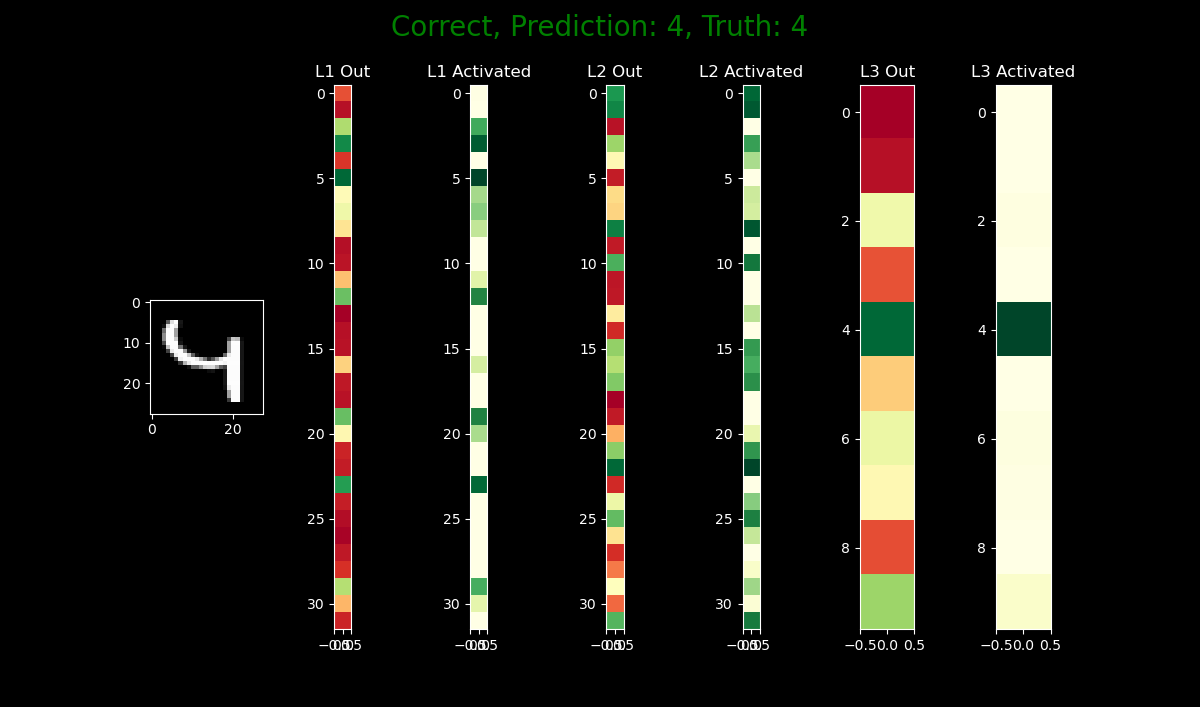 Correct, Prediction: 4, Truth: 4
L1 Out L1 Activated L2 Out L2 Activated L3 Out L3 Activated
0 0 0 0
5 5 5 5
10 10 10 10
15 15 15 15
20 20 20 20
25 25 25 25
30 30 30 30
0 0
2 2
4 4
6 6
8 8
0
10
20
0 20
4
−0.5 0.0 0.5 −0.5 0.0 0.5